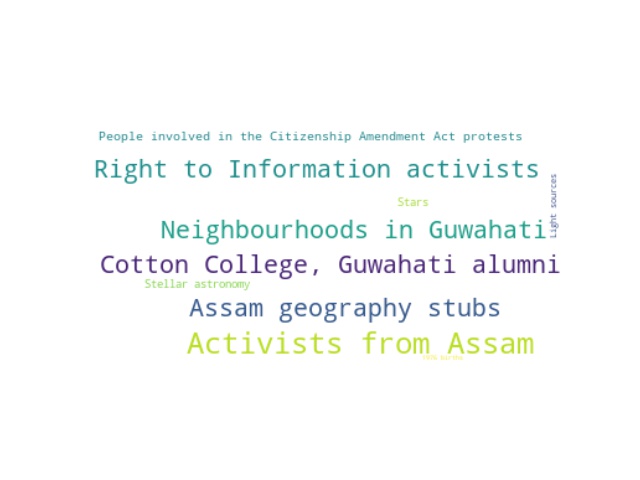 People involved in the Citizenship Amendment Act protests
Right to Information activists
Light sources
Stars
Neighbourhoods in Guwahati
Cotton College, Guwahati alumni
Stellar astronomy
Assam geography stubs
Activists from Assam